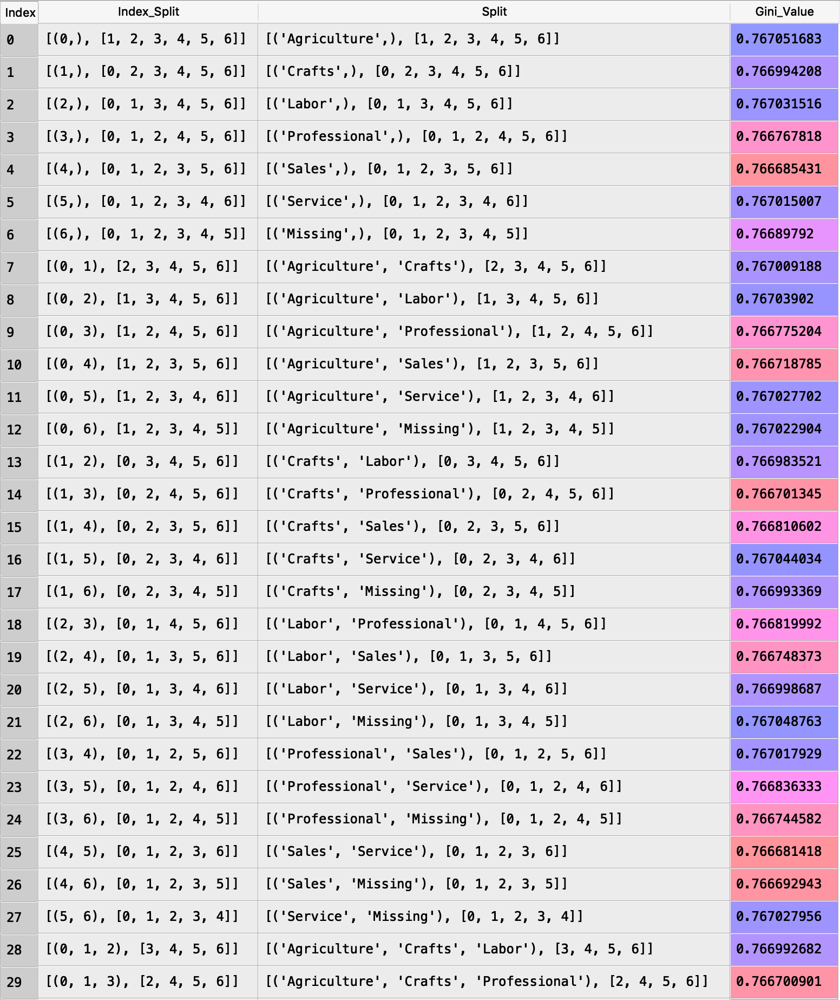 Index Index_Split Split Gini_Value
0 [(0,), [1, 2, 3, 4, 5, 6]] [('Agriculture',), [1, 2, 3, 4, 5, 6]] 0.767051683
1 [(1,), [0, 2, 3, 4, 5, 6]] [('Crafts',), [0, 2, 3, 4, 5, 6]] 0.766994208
2 [(2,), [0, 1, 3, 4, 5, 6]] [('Labor',), [0, 1, 3, 4, 5, 6]] 0.767031516
3 [(3,), [0, 1, 2, 4, 5, 6]] [('Professional',), [0, 1, 2, 4, 5, 6]] 0.766767818
4 [(4,), [0, 1, 2, 3, 5, 6]] [('Sales',), [0, 1, 2, 3, 5, 6]] 0.766685431
5 [(5,), [0, 1, 2, 3, 4, 6]] [('Service',), [0, 1, 2, 3, 4, 6]] 0.767015007
6 [(6,), [0, 1, 2, 3, 4, 5]] [('Missing',), [0, 1, 2, 3, 4, 5]] 0.76689792
7 [(0, 1), [2, 3, 4, 5, 6]] [('Agriculture', 'Crafts'), [2, 3, 4, 5, 6]] 0.767009188
8 [(0, 2), [1, 3, 4, 5, 6]] [('Agriculture', 'Labor'), [1, 3, 4, 5, 6]] 0.76703902
9 [(0, 3), [1, 2, 4, 5, 6]] [('Agriculture', 'Professional'), [1, 2, 4, 5, 6]] 0.766775204
10 [(0, 4), [1, 2, 3, 5, 6]] [('Agriculture', 'Sales'), [1, 2, 3, 5, 6]] 0.766718785
11 [(0, 5), [1, 2, 3, 4, 6]] [('Agriculture', 'Service'), [1, 2, 3, 4, 6]] 0.767027702
12 [(0, 6), [1, 2, 3, 4, 5]] [('Agriculture', 'Missing'), [1, 2, 3, 4, 5]] 0.767022904
13 [(1, 2), [0, 3, 4, 5, 6]] [('Crafts', 'Labor'), [0, 3, 4, 5, 6]] 0.766983521
14 [(1, 3), [0, 2, 4, 5, 6]] [('Crafts', 'Professional'), [0, 2, 4, 5, 6]] 0.766701345
15 [(1, 4), [0, 2, 3, 5, 6]] [('Crafts', 'Sales'), [0, 2, 3, 5, 6]] 0.766810602
16 [(1, 5), [0, 2, 3, 4, 6]] [('Crafts', 'Service'), [0, 2, 3, 4, 6]] 0.767044034
17 [(1, 6), [0, 2, 3, 4, 5]] [('Crafts', 'Missing'), [0, 2, 3, 4, 5]] 0.766993369
18 [(2, 3), [0, 1, 4, 5, 6]] [('Labor', 'Professional'), [0, 1, 4, 5, 6]] 0.766819992
19 [(2, 4), [0, 1, 3, 5, 6]] [('Labor', 'Sales'), [0, 1, 3, 5, 6]] 0.766748373
20 [(2, 5), [0, 1, 3, 4, 6]] [('Labor', 'Service'), [0, 1, 3, 4, 6]] 0.766998687
21 [(2, 6), [0, 1, 3, 4, 5]] [('Labor', 'Missing'), [0, 1, 3, 4, 5]] 0.767048763
22 [(3, 4), [0, 1, 2, 5, 6]] [('Professional', 'Sales'), [0, 1, 2, 5, 6]] 0.767017929
23 [(3, 5), [0, 1, 2, 4, 6]] [('Professional', 'Service'), [0, 1, 2, 4, 6]] 0.766836333
24 [(3, 6), [0, 1, 2, 4, 5]] [('Professional', 'Missing'), [0, 1, 2, 4, 5]] 0.766744582
25 [(4, 5), [0, 1, 2, 3, 6]] [('Sales', 'Service'), [0, 1, 2, 3, 6]] 0.766681418
26 [(4, 6), [0, 1, 2, 3, 5]] [('Sales', 'Missing'), [0, 1, 2, 3, 5]] 0.766692943
27 [(5, 6), [0, 1, 2, 3, 4]] [('Service', 'Missing'), [0, 1, 2, 3, 4]] 0.767027956
28 [(0, 1, 2), [3, 4, 5, 6]] [('Agriculture', 'Crafts', 'Labor'), [3, 4, 5, 6]] 0.766992682
29 [(0, 1, 3), [2, 4, 5, 6]] [('Agriculture', 'Crafts', 'Professional'), [2, 4, 5, 6]] 0.766700901